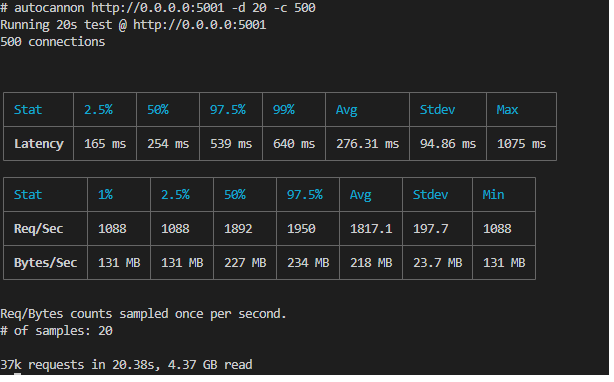 # autocannon http://0.0.0.0:5001 -d 20 -c 500
Running 20s test @ http://0.0.0.0:5001
500 connections
Stat 2.5% 50% 97.5% 99% Avg Stdev Max
Latency 165 ms 254 ms 539 ms 640 ms 276.31 ms 94.86 ms 1075 ms
Stat 1% 2.5% 50% 97.5% Avg Stdev Min
Req/Sec 1088 1088 1892 1950 1817.1 197.7 1088
Bytes/Sec 131 MB 131 MB 227 MB 234 MB 218 MB 23.7 MB 131 MB
Req/Bytes counts sampled once per second.
# of samples: 20
37k requests in 20.38s, 4.37 GB read